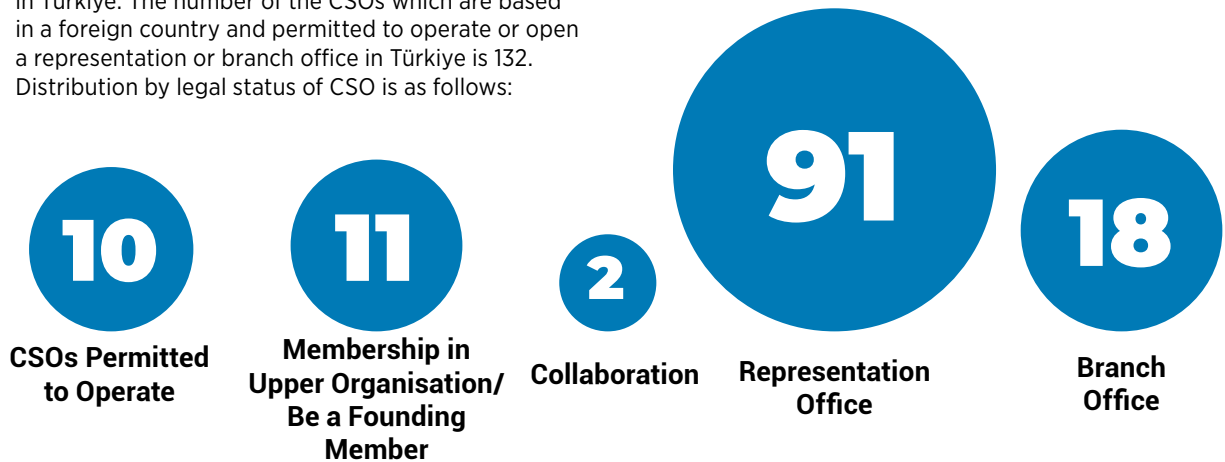 in Türkiye. The number of the CSOs which are based
in a foreign country and permitted to operate or open
a representation or branch office in Türkiye is 132.
Distribution by legal status of CSO is as follows:
10
CSOs Permitted
to Operate
11
Membership in
Upper Organisation/
Be a Founding
Member
2
Collaboration
91
Representation
Office
18
Branch
Office